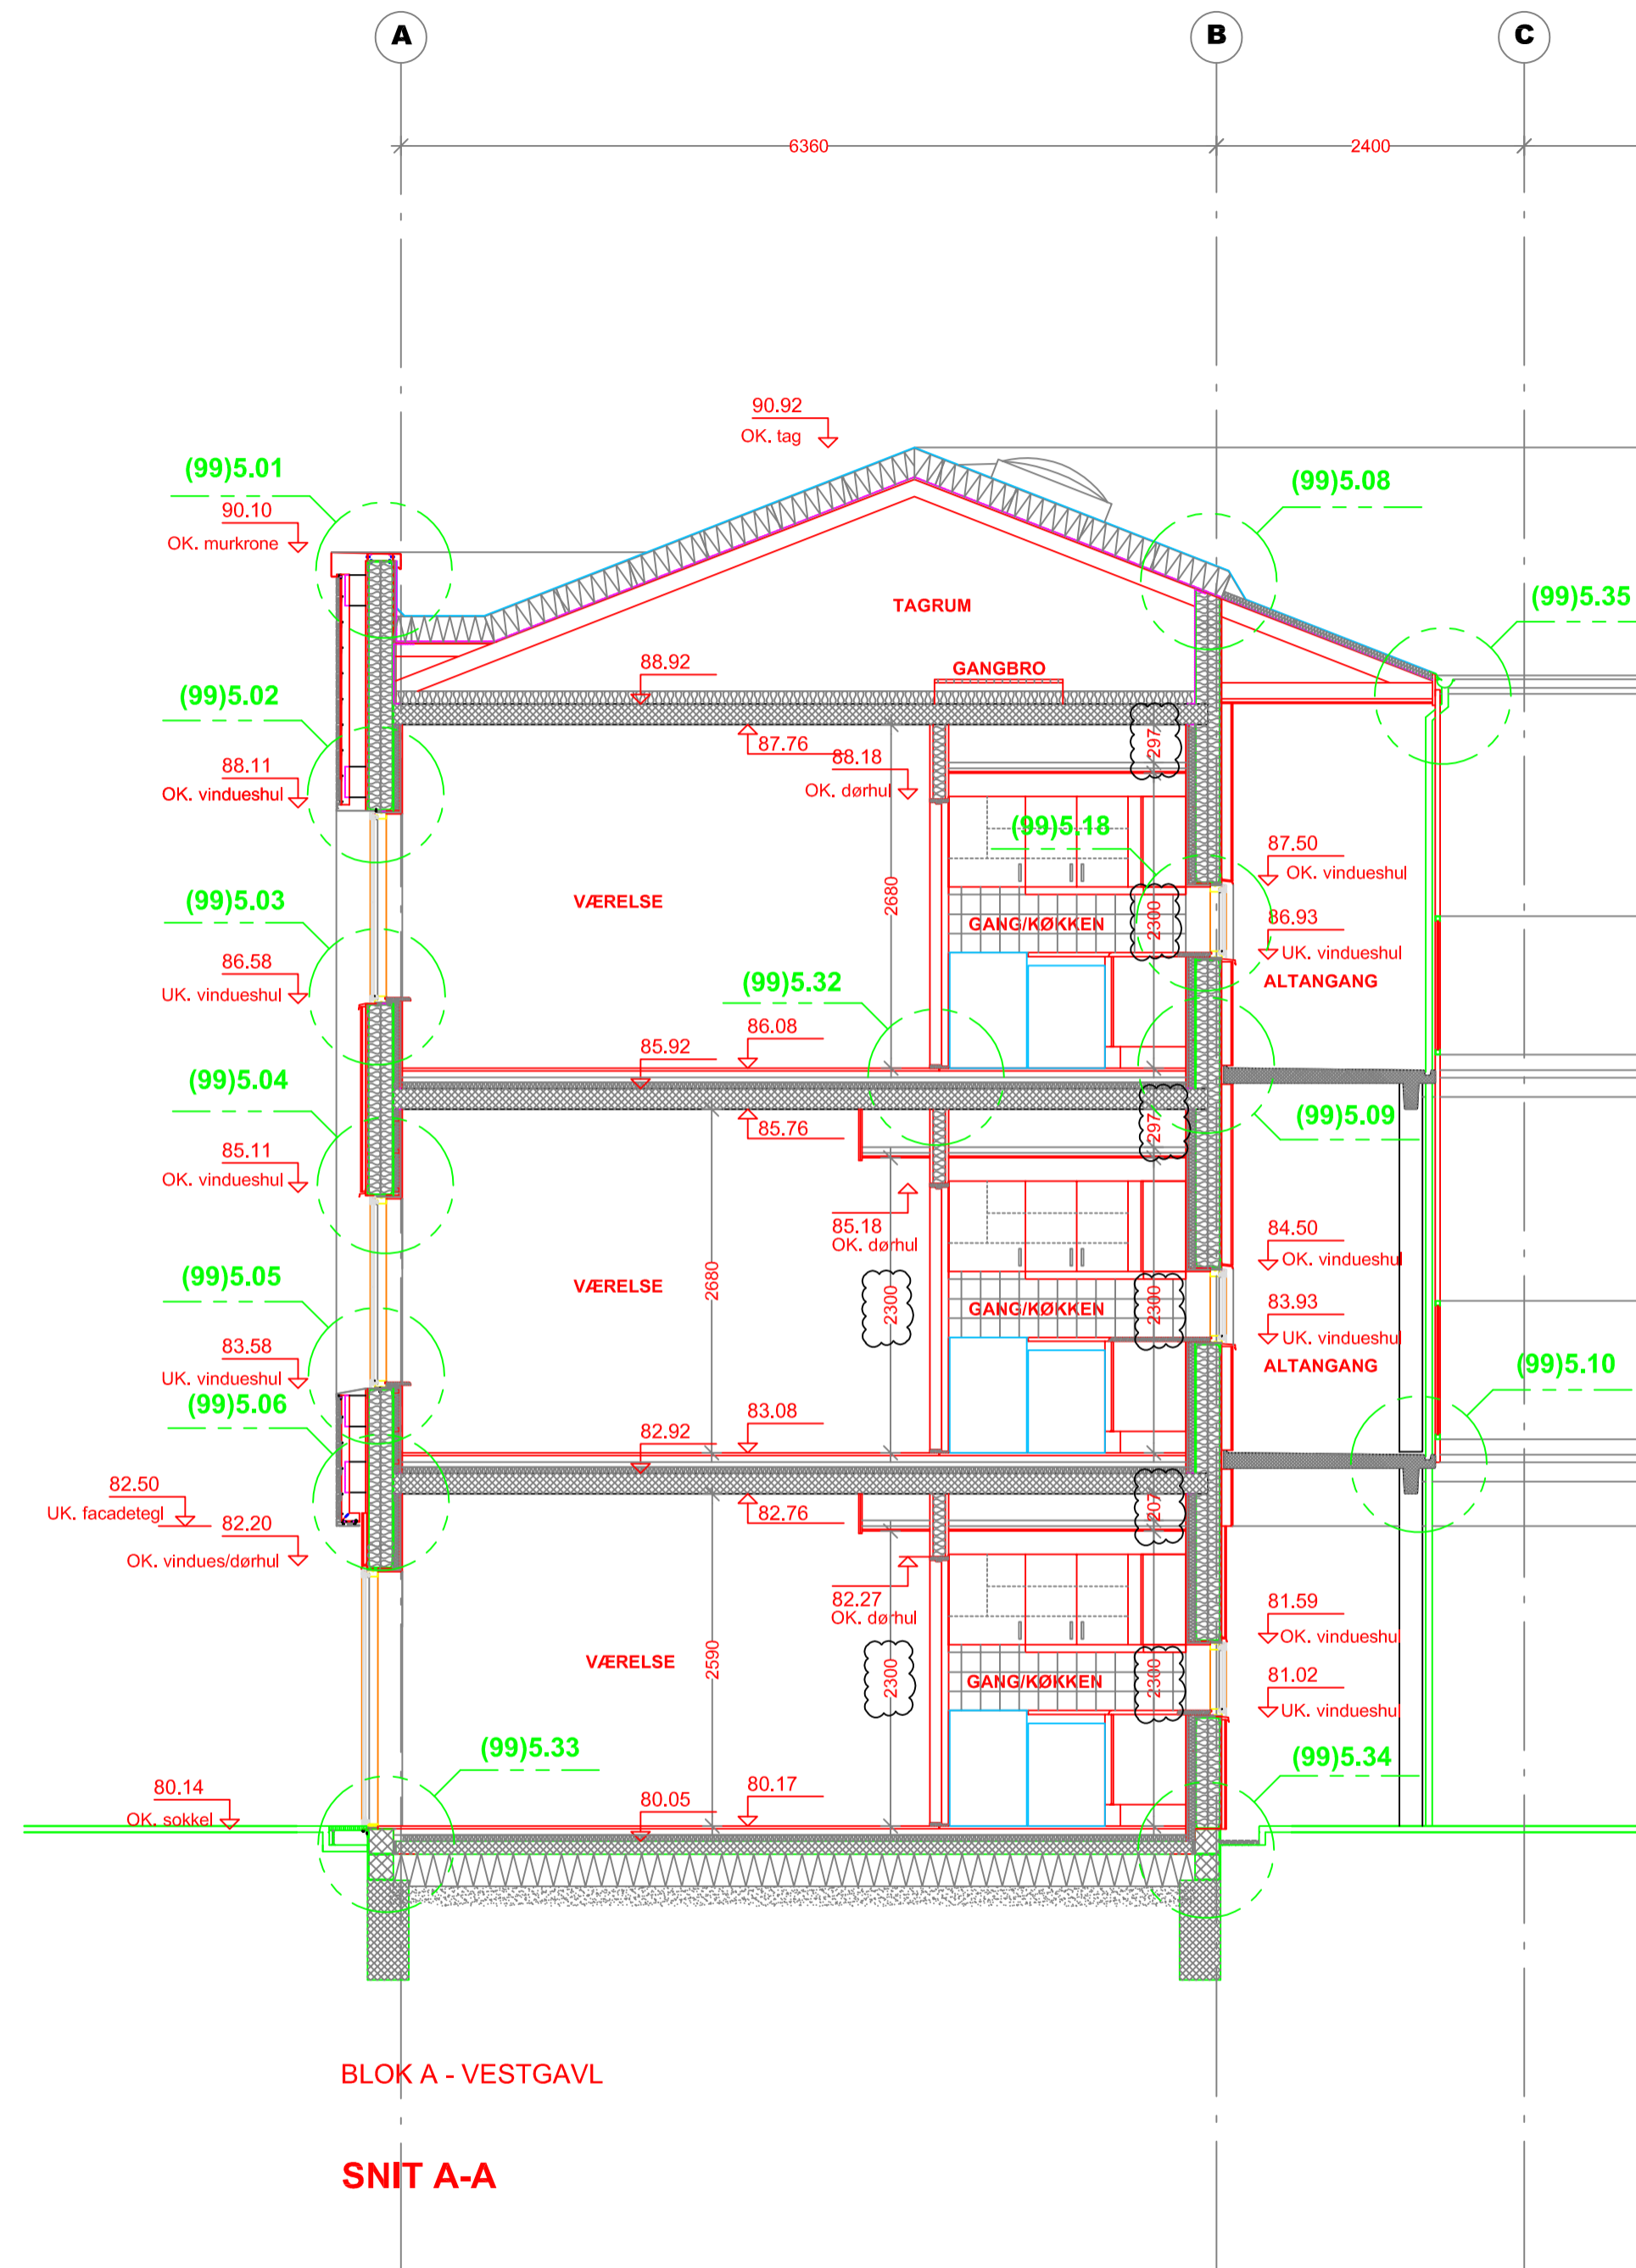 A
B
C
6360
2400
90.92
OK. tag
(99)5.01
90.10
OK. murkrone
(99)5.08
(99)5.35
TAGRUM
88.92
GANGBRO
(99)5.02
87.76
88.18
OK. dørhul
297
88.11
OK. vindueshul
(99)5.18
87.50
OK. vindueshul
2680
VÆRELSE
(99)5.03
GANG/KØKKEN
2300
86.93
UK. vindueshul
ALTANGANG
86.58
UK. vindueshul
(99)5.32
86.08
85.92
(99)5.04
(99)5.09
85.76
297
85.11
OK. vindueshul
85.18
OK. dørhul
84.50
OK. vindueshul
(99)5.05
2680
VÆRELSE
2300
GANG/KØKKEN
2300
83.93
UK. vindueshul
ALTANGANG
83.58
UK. vindueshul
(99)5.10
(99)5.06
83.08
82.92
82.50
UK. facadetegl
82.76
207
82.20
OK. vindues/dørhul
82.27
OK. dørhul
81.59
OK. vindueshul
VÆRELSE
2590
2300
GANG/KØKKEN
2300
81.02
UK. vindueshul
(99)5.33
(99)5.34
80.14
OK. sokkel
80.17
80.05
BLOK A - VESTGAVL
SNIT A-A